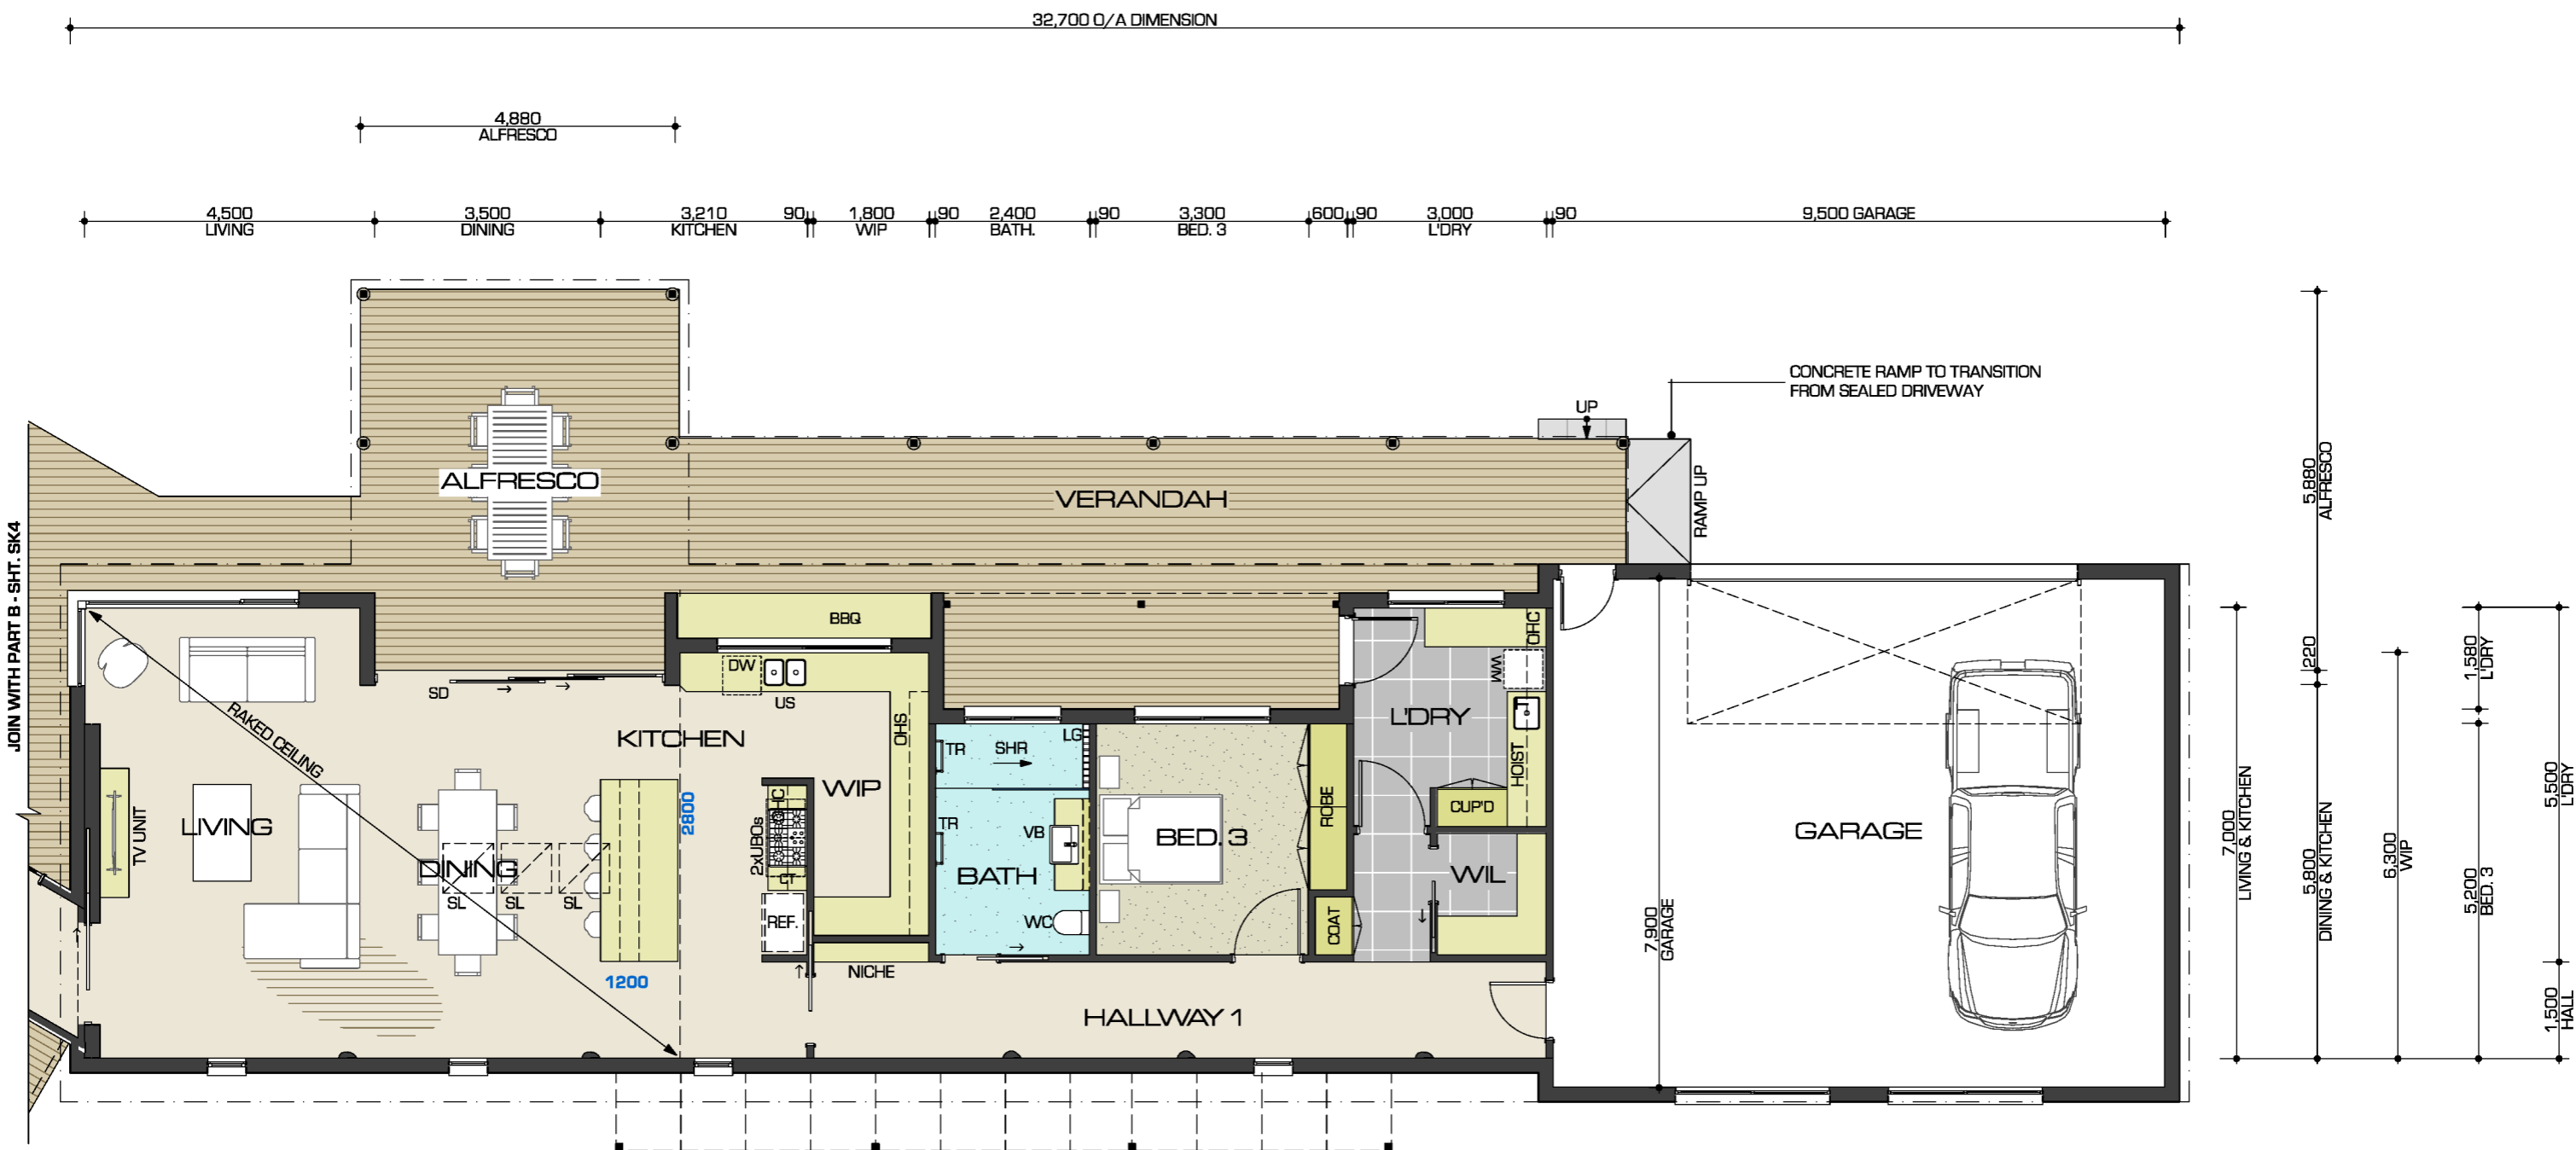 32,700 O/A DIMENSION
4,880
ALFRESCO
4,500
LIVING
3,500
DINING
3,210
KITCHEN
90
1,800
WIP
90
2,400
BATH.
90
3,300
BED. 3
600
90
3,000
L'DRY
90
9,500 GARAGE
CONCRETE RAMP TO TRANSITION
FROM SEALED DRIVEWAY
UP
RAMP UP
ALFRESCO
VERANDAH
JOIN WITH PART B - SHT. SK4
BBQ
DW
US
SD
OHS
RAKED CEILING
KITCHEN
WIP
TV UNIT
LIVING
DINING
SL
SL
SL
2800
1200
HC
2xUBOs
CT
REF.
NICHE
TR
SHR
LG
TR
VB
BATH
WC
BED. 3
ROBE
COAT
L'DRY
ORC
WM
F
HOIST
CUP'D
WIL
HALLWAY 1
GARAGE
7,900
GARAGE
7,000
LIVING & KITCHEN
5,880
ALFRESCO
220
5,800
DINING & KITCHEN
6,300
WIP
1,580
L'DRY
5,200
BED. 3
5,500
L'DRY
1,500
HALL